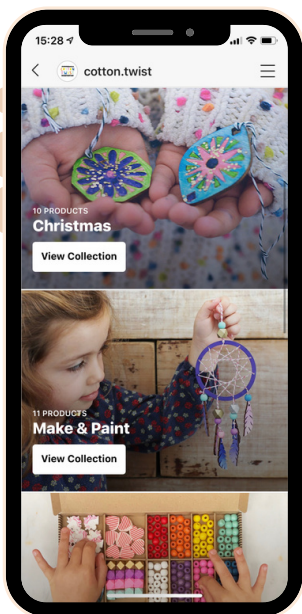 15:28
cotton.twist
10 PRODUCTS
Christmas
View Collection
11 PRODUCTS
Make & Paint
View Collection